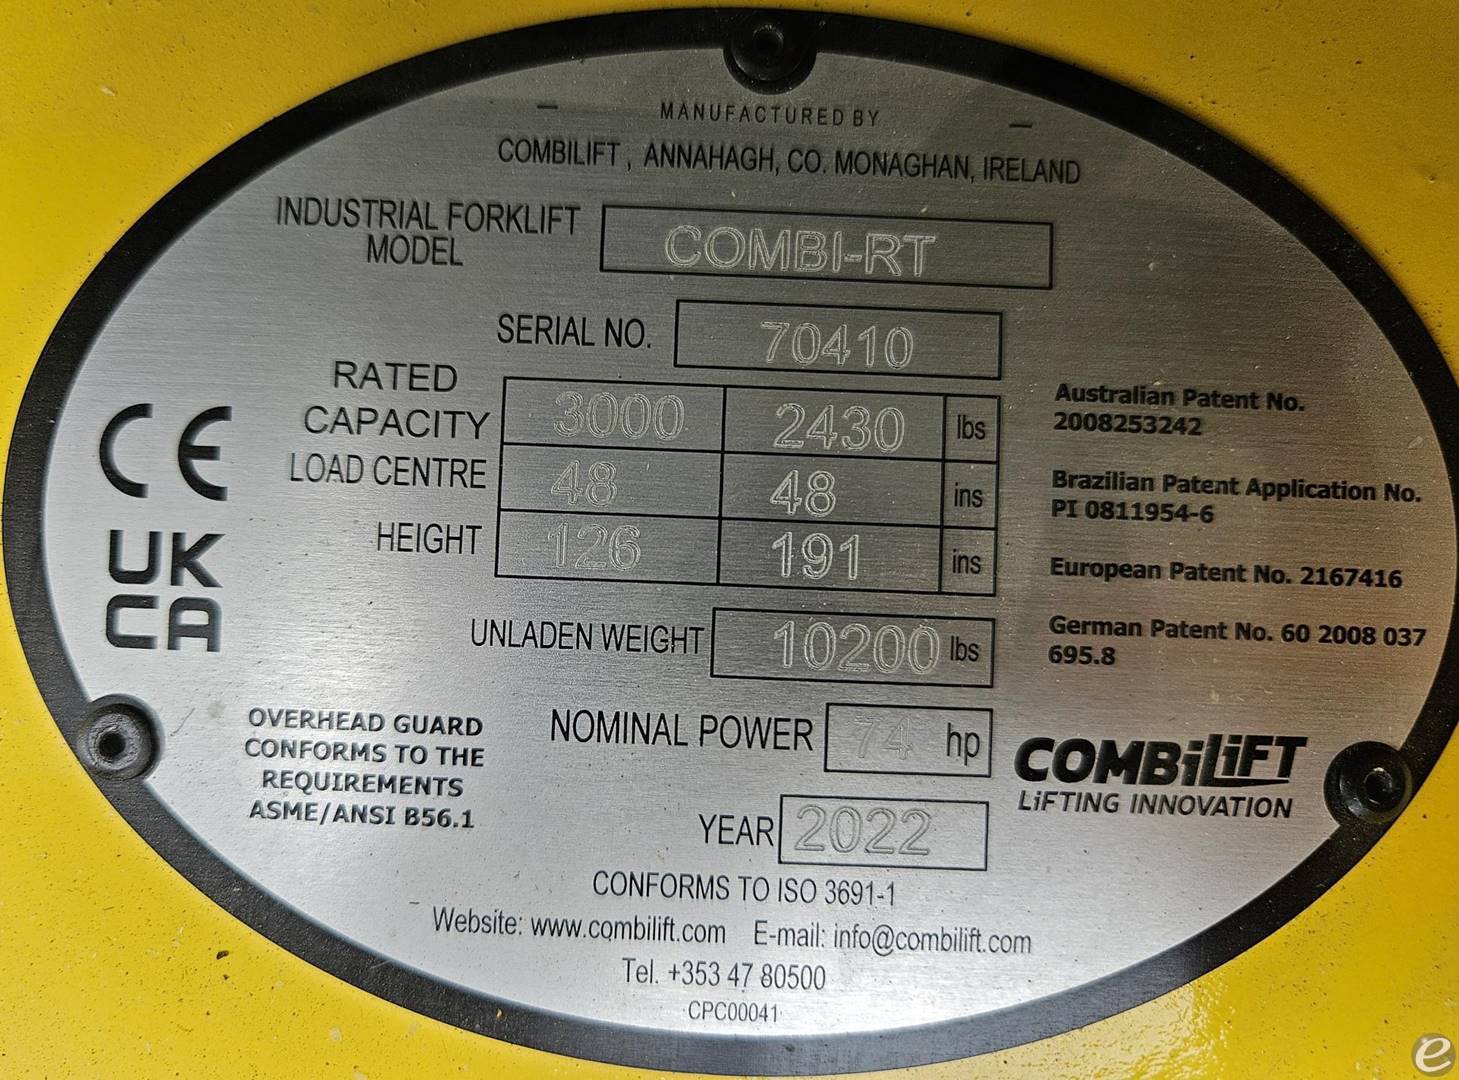 MANUFACTURED BY
COMBILIFT , ANNAHAGH, CO. MONAGHAN, IRELAND
INDUSTRIAL FORKLIFT
MODEL
COMBI-RT
SERIAL NO. 70410
RATED
CAPACITY 3000 2430 lbs
LOAD CENTRE 48 48 ins
HEIGHT 126 191 ins
UNLADEN WEIGHT 10200 lbs
NOMINAL POWER 74 hp
YEAR 2022
CE
UK
CA
Australian Patent No.
2008253242
Brazilian Patent Application No.
PI 0811954-6
European Patent No. 2167416
German Patent No. 60 2008 037
695.8
OVERHEAD GUARD
CONFORMS TO THE
REQUIREMENTS
ASME/ANSI B56.1
COMBiLiFT
LiFTING INNOVATION
CONFORMS TO ISO 3691-1
Website: www.combilift.com E-mail: info@combilift.com
Tel. +353 47 80500
CPC00041
e